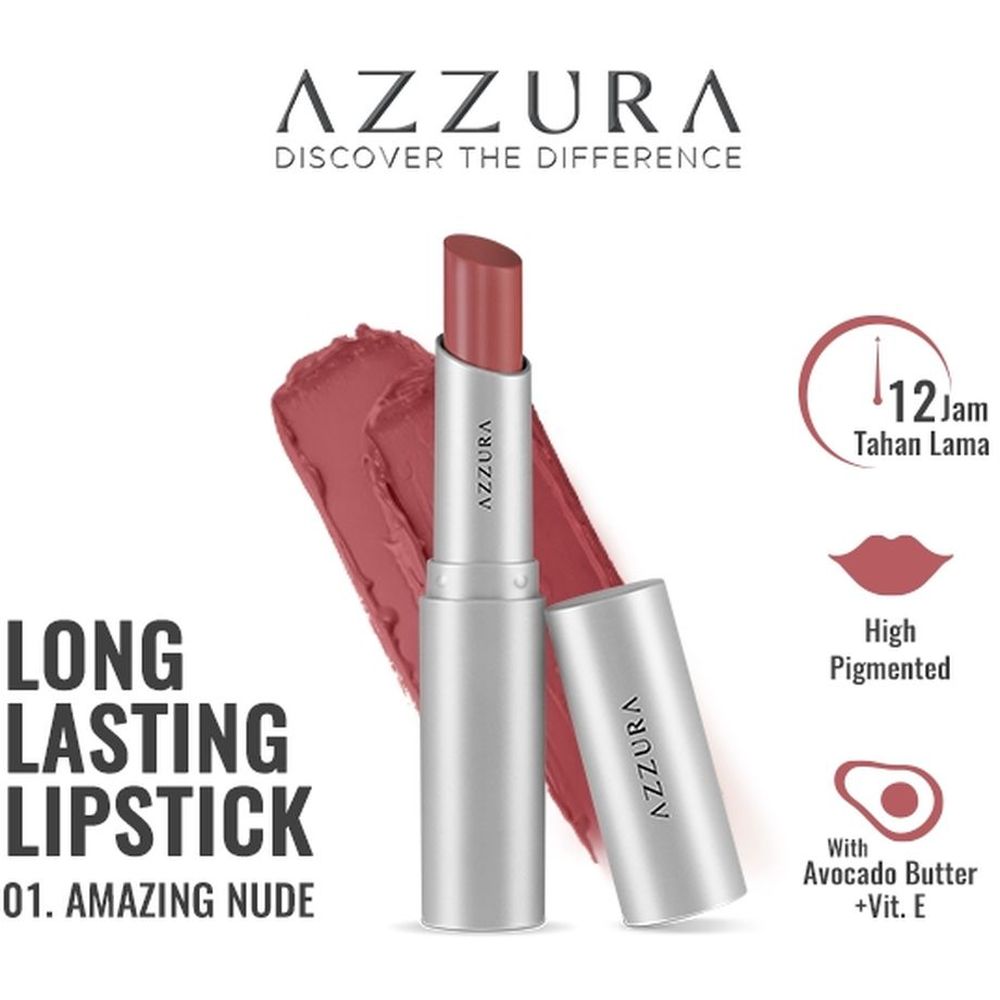 AZZURA
DISCOVER THE DIFFERENCE
AZZURA
12 Jam
Tahan Lama
High
Pigmented
AZZURA
With
Avocado Butter
+Vit. E
LONG
LASTING
LIPSTICK
01. AMAZING NUDE